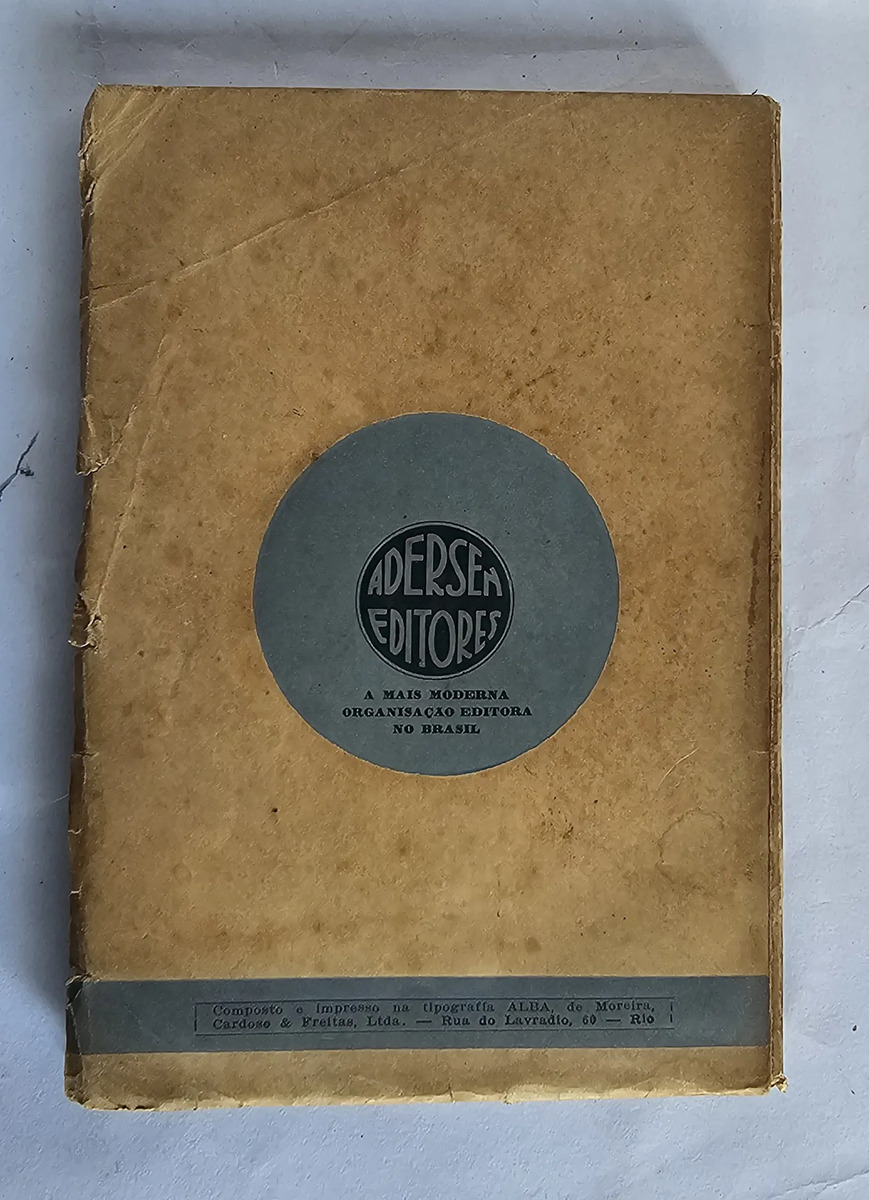 ADERSEN
EDITORES
A MAIS MODERNA
ORGANISAÇÃO EDITORA
NO BRASIL
Composto e impresso na tipografia ALBA, de Moreira,
Cardoso & Freitas, Ltda. — Rua do Lavradio, 60 — Rio